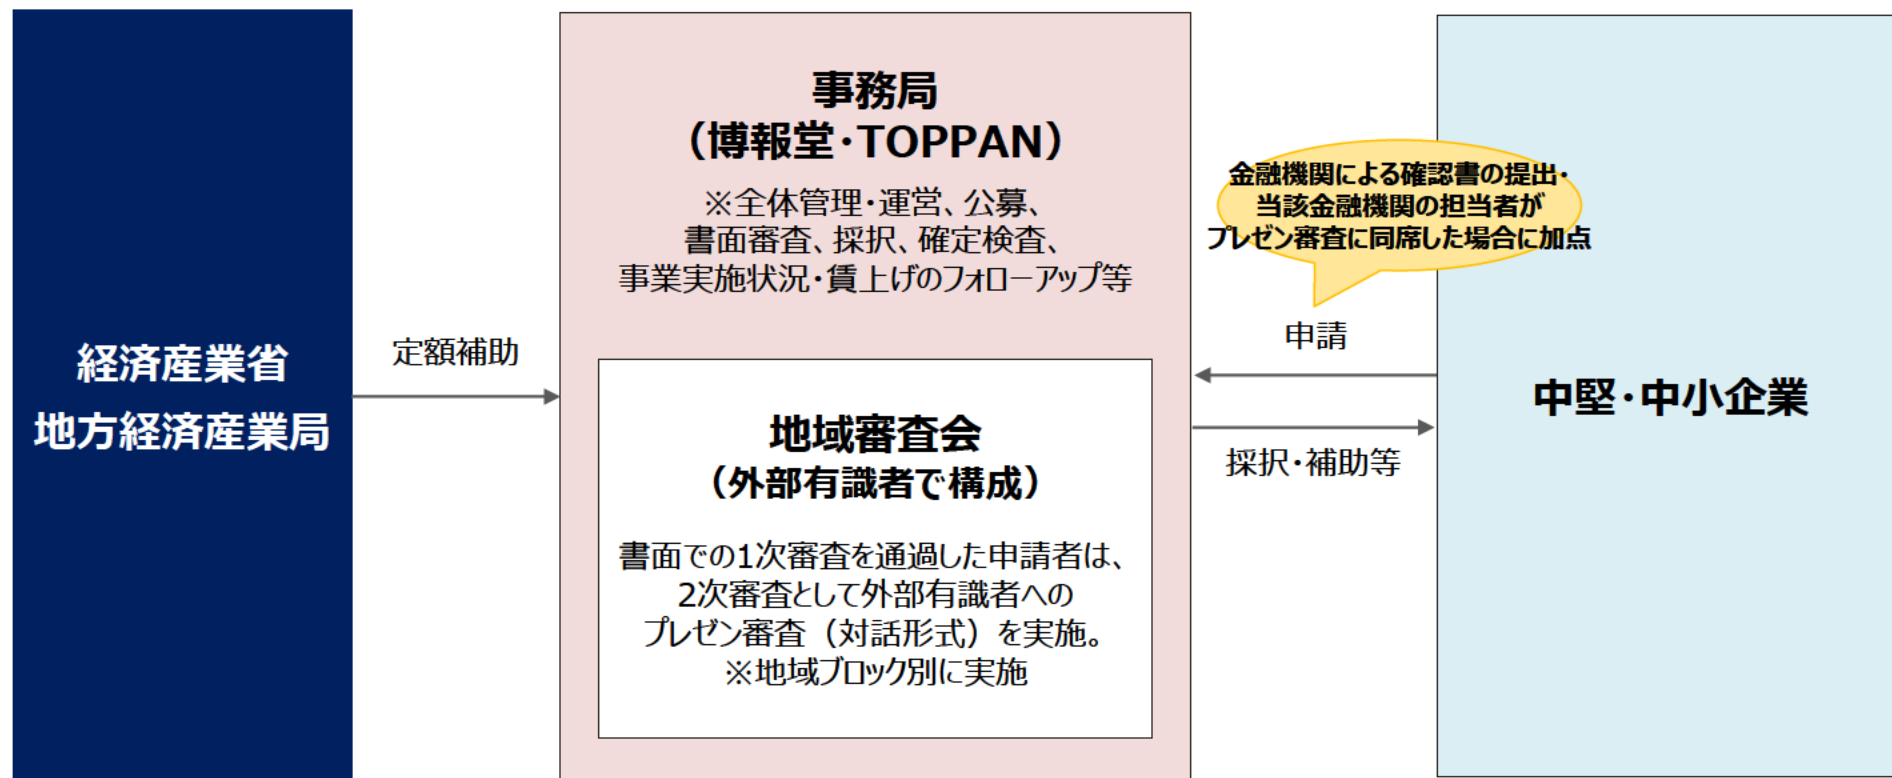 経済産業省
地方経済産業局
定額補助
事務局
（博報堂・TOPPAN）
※全体管理・運営、公募、
書面審査、採択、確定検査、
事業実施状況・賃上げのフォローアップ等
地域審査会
（外部有識者で構成）
書面での1次審査を通過した申請者は、
2次審査として外部有識者への
プレゼン審査（対話形式）を実施。
※地域ブロック別に実施
金融機関による確認書の提出・
当該金融機関の担当者が
プレゼン審査に同席した場合に加点
申請
採択・補助等
中堅・中小企業